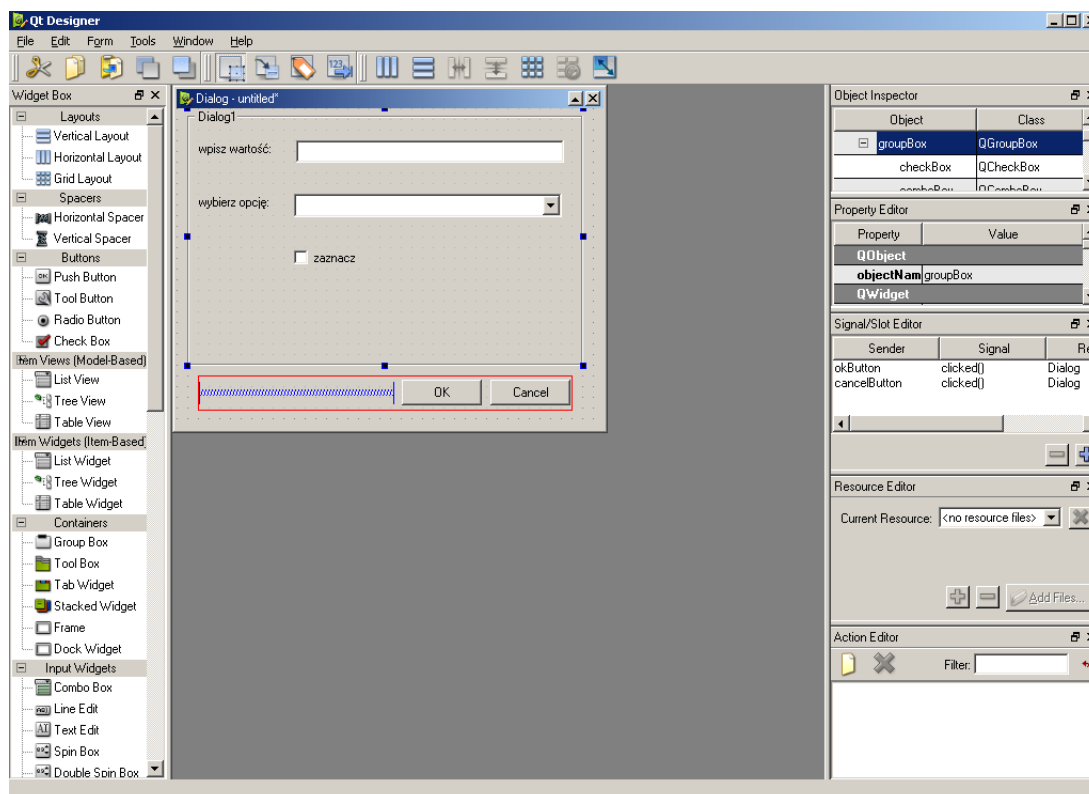 Qt Designer
File Edit Form Tools Window Help
Widget Box
Layouts
Vertical Layout
Horizontal Layout
Grid Layout
Spacers
Horizontal Spacer
Vertical Spacer
Buttons
Push Button
Tool Button
Radio Button
Check Box
Item Views (Model-Based)
List View
Tree View
Table View
Item Widgets (Item-Based)
List Widget
Tree Widget
Table Widget
Containers
Group Box
Tool Box
Tab Widget
Stacked Widget
Frame
Dock Widget
Input Widgets
Combo Box
Line Edit
Text Edit
Spin Box
Double Spin Box
Dialog - untitled*
Dialog1
wpisz wartość:
wybierz opcję:
zaznacz
OK Cancel
Object Inspector
Object Class
groupBox QGroupBox
checkBox QCheckBox
comboBox QComboBox
Property Editor
Property Value
QObject
objectNam groupBox
QWidget
Signal/Slot Editor
Sender Signal Re
okButton clicked() Dialog
cancelButton clicked() Dialog
Resource Editor
Current Resource: <no resource files>
Add Files...
Action Editor
Filter: